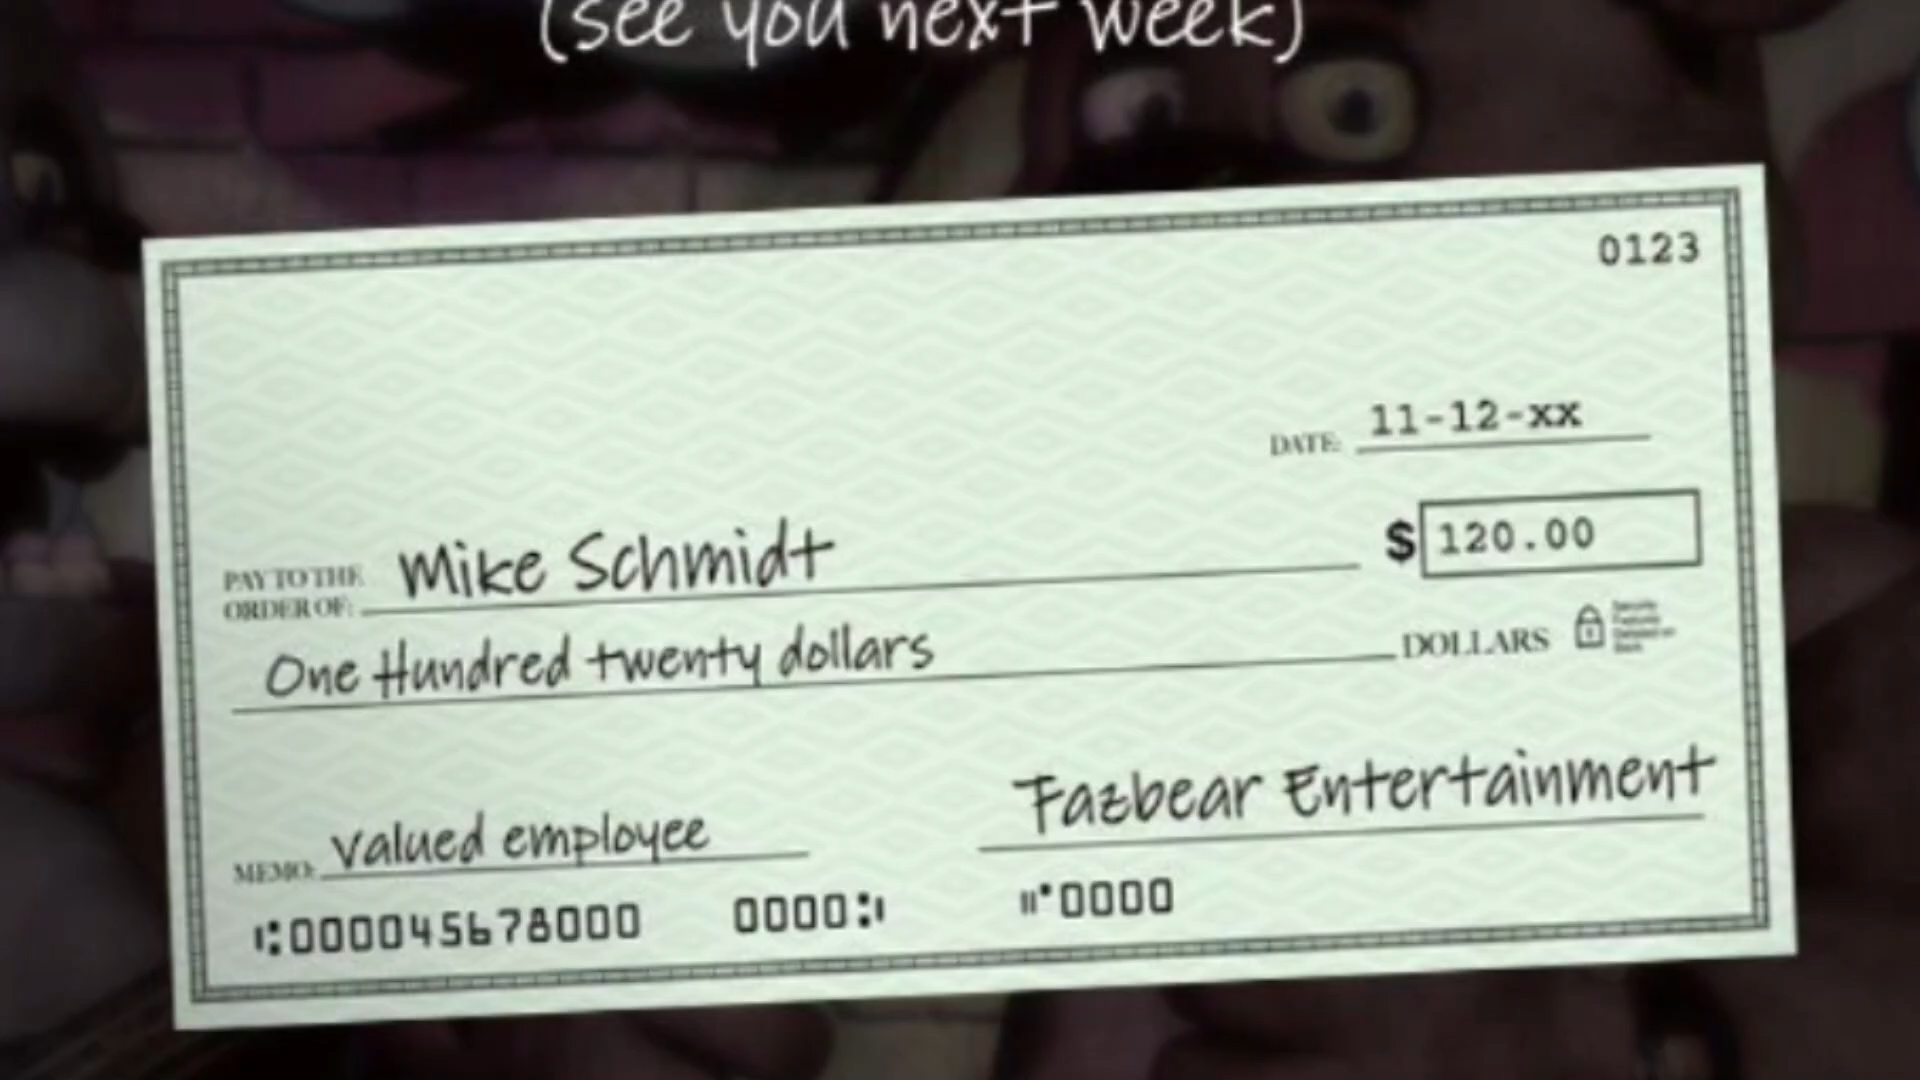 (see you next week)
0123
DATE: 11-12-xx
PAY TO THE
ORDER OF: Mike Schmidt
$ 120.00
One Hundred twenty dollars DOLLARS
Fazbear Entertainment
MEMO: valued employee
⑆000045678000 0000⑆ ⑈0000